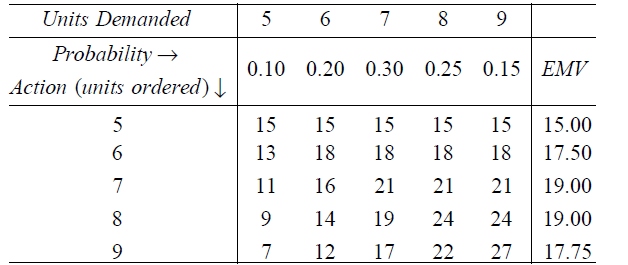 Units Demanded 5 6 7 8 9
Probability →
0.10 0.20 0.30 0.25 0.15 EMV
Action (units ordered) ↓
5 15 15 15 15 15 15.00
6 13 18 18 18 18 17.50
7 11 16 21 21 21 19.00
8 9 14 19 24 24 19.00
9 7 12 17 22 27 17.75